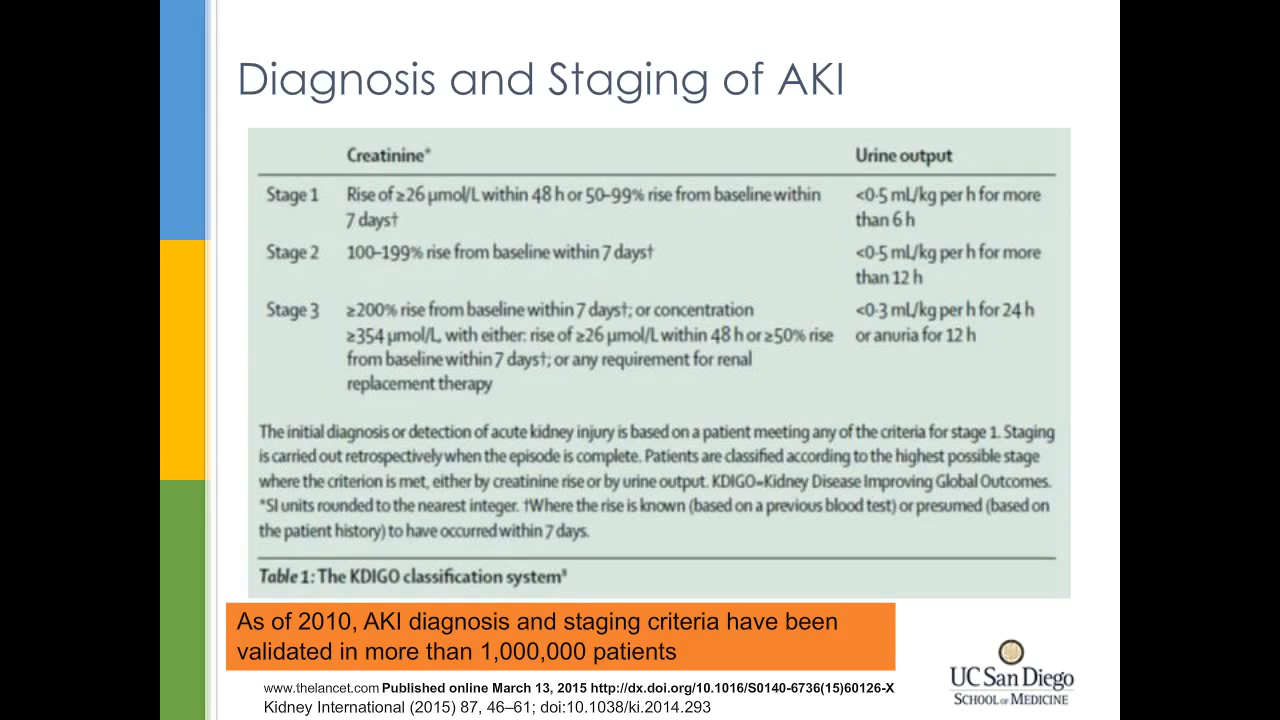 Diagnosis and Staging of AKI
Creatinine* Urine output
Stage 1 Rise of ≥26 μmol/L within 48 h or 50–99% rise from baseline within <0·5 mL/kg per h for more
7 days† than 6 h
Stage 2 100–199% rise from baseline within 7 days† <0·5 mL/kg per h for more
than 12 h
Stage 3 ≥200% rise from baseline within 7 days†; or concentration <0·3 mL/kg per h for 24 h
≥354 μmol/L, with either: rise of ≥26 μmol/L within 48 h or ≥50% rise or anuria for 12 h
from baseline within 7 days†; or any requirement for renal
replacement therapy
The initial diagnosis or detection of acute kidney injury is based on a patient meeting any of the criteria for stage 1. Staging
is carried out retrospectively when the episode is complete. Patients are classified according to the highest possible stage
where the criterion is met, either by creatinine rise or by urine output. KDIGO=Kidney Disease Improving Global Outcomes.
*SI units rounded to the nearest integer. †Where the rise is known (based on a previous blood test) or presumed (based on
the patient history) to have occurred within 7 days.
Table 1: The KDIGO classification system
As of 2010, AKI diagnosis and staging criteria have been
validated in more than 1,000,000 patients
www.thelancet.com Published online March 13, 2015 http://dx.doi.org/10.1016/S0140-6736(15)60126-X
Kidney International (2015) 87, 46–61; doi:10.1038/ki.2014.293
UC San Diego
SCHOOL OF MEDICINE